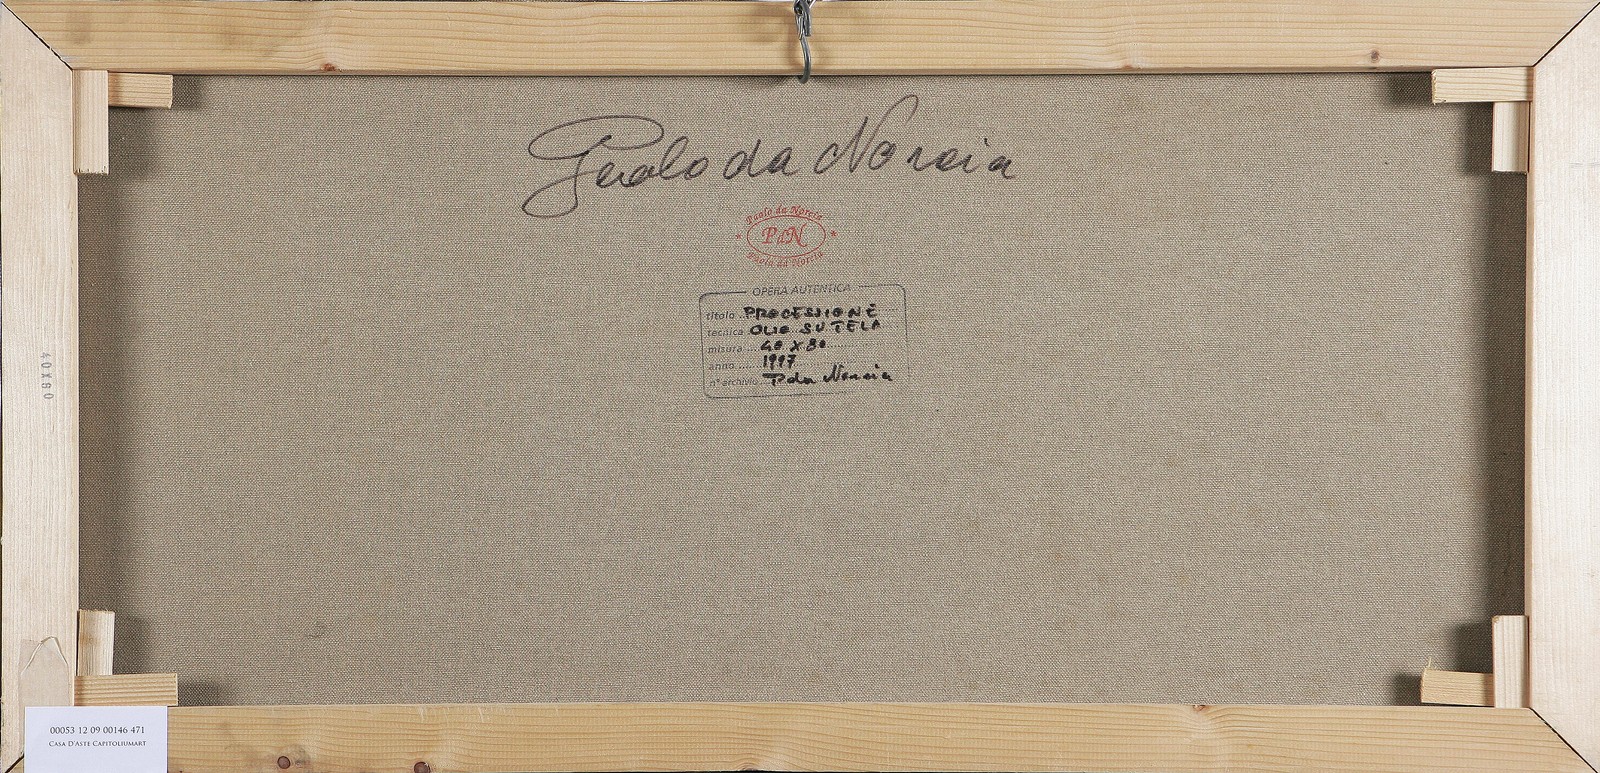 Paolo da Norcia
Paolo da Norcia
PdN
Paolo da Norcia
OPERA AUTENTICA
titolo PROCESSIONE
tecnica OLIO SU TELA
misura 40 x 80
anno 1997
n° archivio P da Norcia
40X80
00053 12 09 00146 471
CASA D'ASTE CAPITOLIUMART